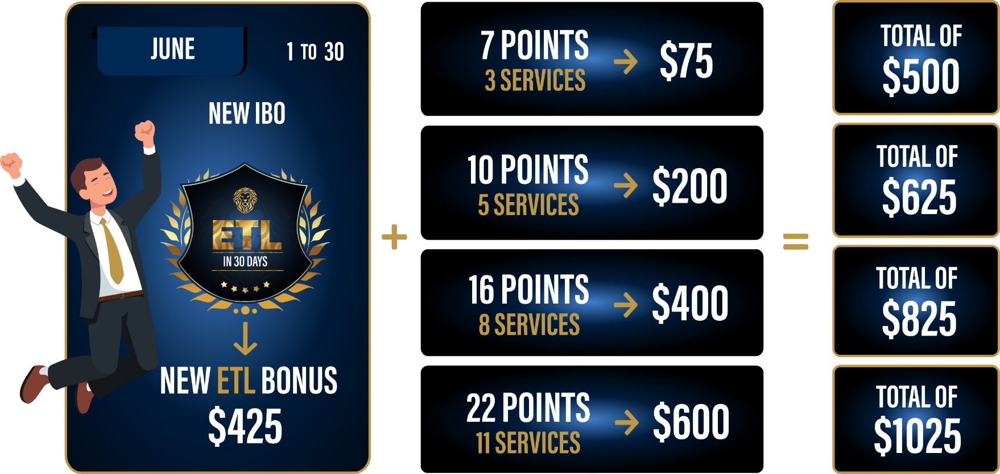 JUNE
1 TO 30
NEW IBO
ETL
IN 30 DAYS
NEW ETL BONUS
$425
+
7 POINTS
3 SERVICES
→ $75
10 POINTS
5 SERVICES
→ $200
16 POINTS
8 SERVICES
→ $400
22 POINTS
11 SERVICES
→ $600
=
TOTAL OF
$500
TOTAL OF
$625
TOTAL OF
$825
TOTAL OF
$1025